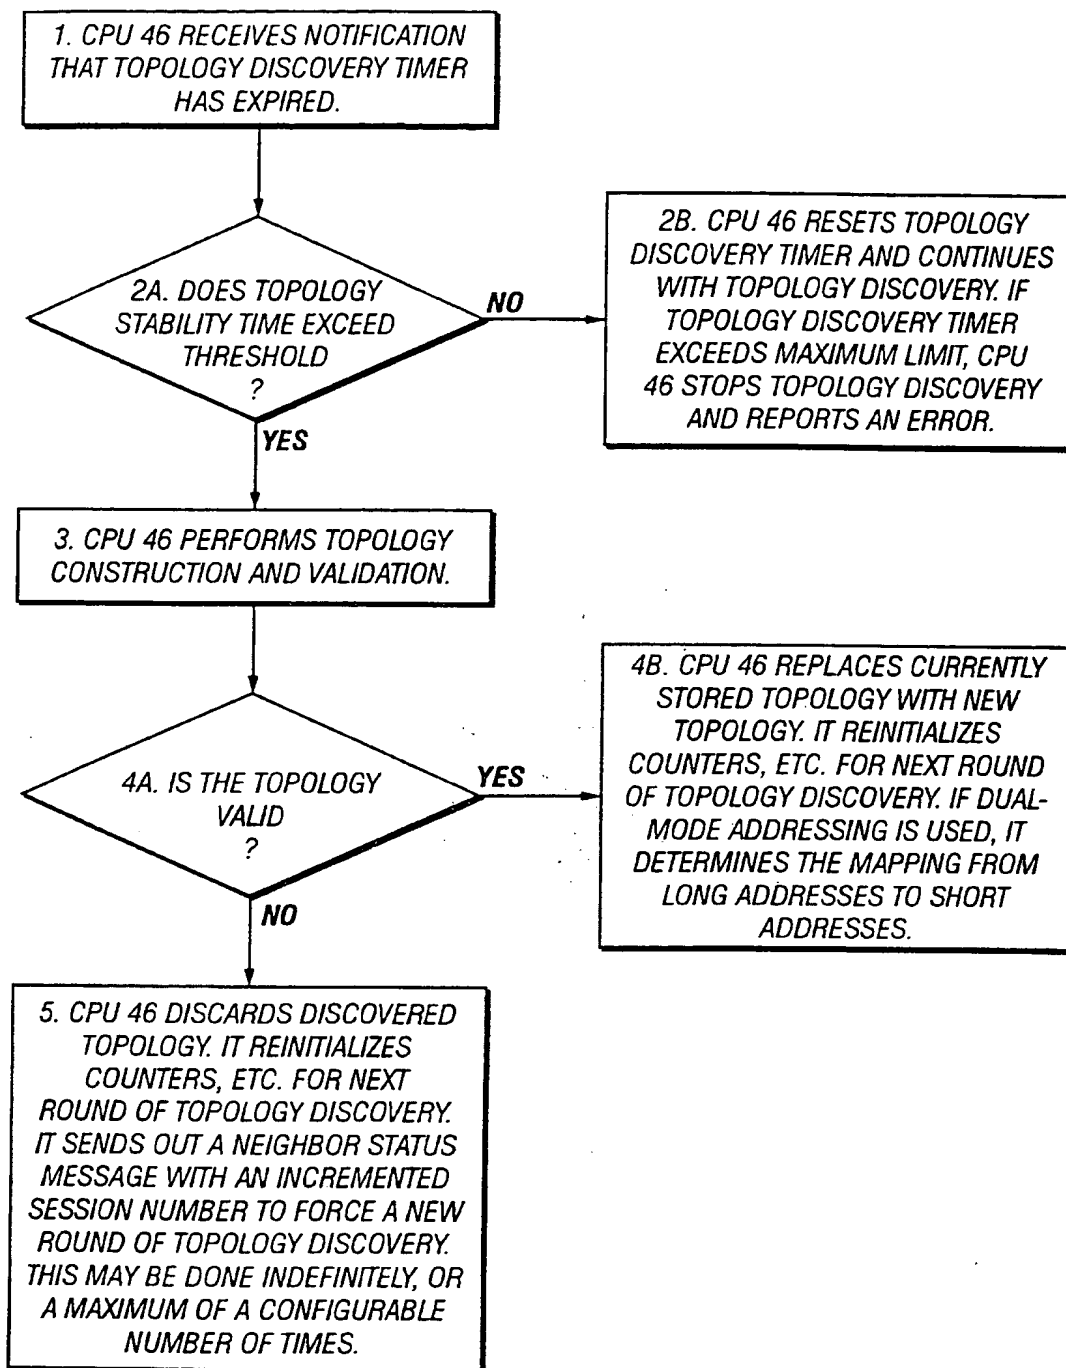 1. CPU 46 RECEIVES NOTIFICATION
THAT TOPOLOGY DISCOVERY TIMER
HAS EXPIRED.
2A. DOES TOPOLOGY
STABILITY TIME EXCEED
THRESHOLD
?
NO
2B. CPU 46 RESETS TOPOLOGY
DISCOVERY TIMER AND CONTINUES
WITH TOPOLOGY DISCOVERY. IF
TOPOLOGY DISCOVERY TIMER
EXCEEDS MAXIMUM LIMIT, CPU
46 STOPS TOPOLOGY DISCOVERY
AND REPORTS AN ERROR.
YES
3. CPU 46 PERFORMS TOPOLOGY
CONSTRUCTION AND VALIDATION.
4A. IS THE TOPOLOGY
VALID
?
YES
4B. CPU 46 REPLACES CURRENTLY
STORED TOPOLOGY WITH NEW
TOPOLOGY. IT REINITIALIZES
COUNTERS, ETC. FOR NEXT ROUND
OF TOPOLOGY DISCOVERY. IF DUAL-
MODE ADDRESSING IS USED, IT
DETERMINES THE MAPPING FROM
LONG ADDRESSES TO SHORT
ADDRESSES.
NO
5. CPU 46 DISCARDS DISCOVERED
TOPOLOGY. IT REINITIALIZES
COUNTERS, ETC. FOR NEXT
ROUND OF TOPOLOGY DISCOVERY.
IT SENDS OUT A NEIGHBOR STATUS
MESSAGE WITH AN INCREMENTED
SESSION NUMBER TO FORCE A NEW
ROUND OF TOPOLOGY DISCOVERY.
THIS MAY BE DONE INDEFINITELY, OR
A MAXIMUM OF A CONFIGURABLE
NUMBER OF TIMES.